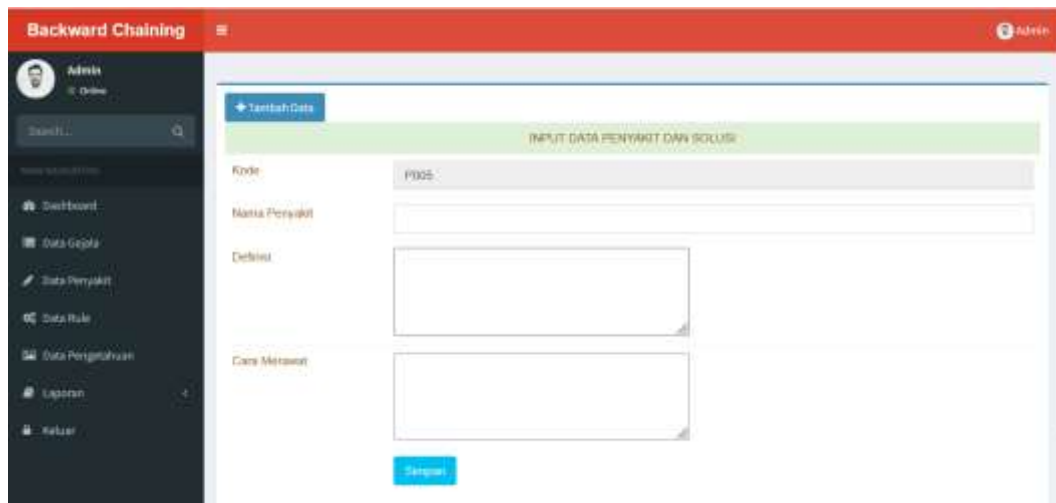 Backward Chaining
Admin
Admin
Online
Search...
Tambah Data
INPUT DATA PENYAKIT DAN SOLUSI
Kode
P005
Nama Penyakit
Definisi
Cara Merawat
Simpan
Dashboard
Data Gejala
Data Penyakit
Data Rule
Data Pengetahuan
Laporan
Keluar